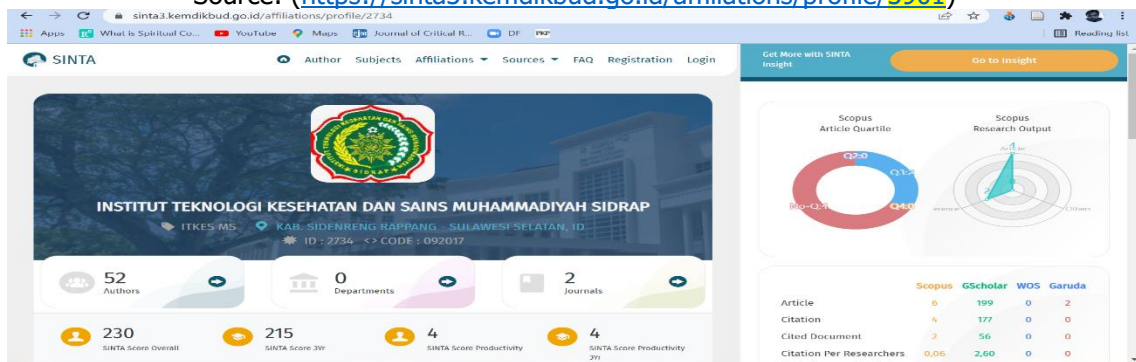 Source: (https://sinta3.kemdikbud.go.id/affiliations/profile/5901)
sinta3.kemdikbud.go.id/affiliations/profile/2734
Apps What is Spiritual Co... YouTube Maps Journal of Critical R... DF PKP Reading list
SINTA Author Subjects Affiliations Sources FAQ Registration Login
Get More with SINTA
Insight
Go to Insight
INSTITUT TEKNOLOGI KESEHATAN DAN SAINS MUHAMMADIYAH SIDRAP
ITKES MS KAB. SIDENRENG RAPPANG - SULAWESI SELATAN, ID
ID : 2734 <> CODE : 092017
52
Authors
0
Departments
2
Journals
230
SINTA Score Overall
215
SINTA Score 3Yr
4
SINTA Score Productivity
4
SINTA Score Productivity
3Yr
Scopus
Article Quartile
Q2:0
Q4:0
Scopus
Research Output
Scopus GScholar WOS Garuda
Article 6 199 0 2
Citation 4 177 0 0
Cited Document 2 56 0 0
Citation Per Researchers 0,06 2,60 0 0